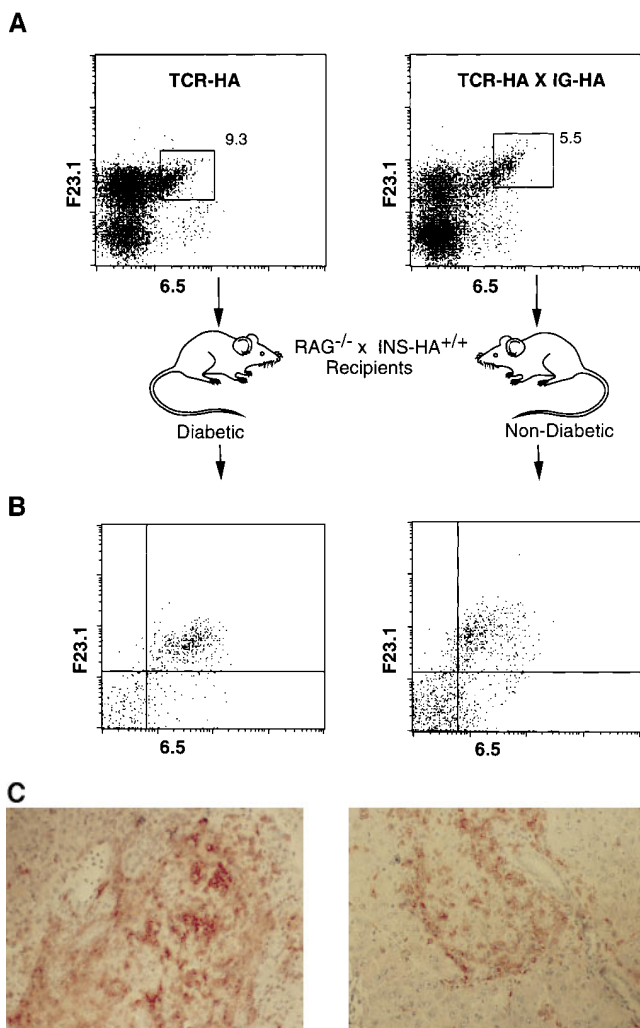 A
TCR-HA
9.3
F23.1
6.5
TCR-HA X IG-HA
5.5
F23.1
6.5
RAG-/- x INS-HA+/+
Recipients
Diabetic
Non-Diabetic
B
F23.1
6.5
F23.1
6.5
C